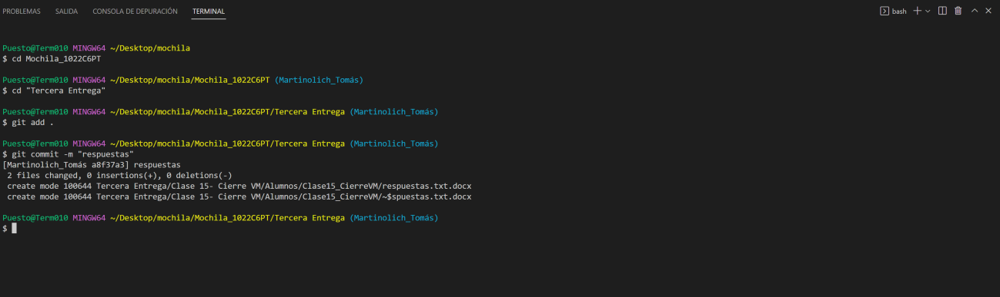 PROBLEMAS SALIDA CONSOLA DE DEPURACIÓN TERMINAL bash
Puesto@Term010 MINGW64 ~/Desktop/mochila
$ cd Mochila_1022C6PT
Puesto@Term010 MINGW64 ~/Desktop/mochila/Mochila_1022C6PT (Martinolich_Tomás)
$ cd "Tercera Entrega"
Puesto@Term010 MINGW64 ~/Desktop/mochila/Mochila_1022C6PT/Tercera Entrega (Martinolich_Tomás)
$ git add .
Puesto@Term010 MINGW64 ~/Desktop/mochila/Mochila_1022C6PT/Tercera Entrega (Martinolich_Tomás)
$ git commit -m "respuestas"
[Martinolich_Tomás a8f37a3] respuestas
2 files changed, 0 insertions(+), 0 deletions(-)
create mode 100644 Tercera Entrega/Clase 15- Cierre VM/Alumnos/Clase15_CierreVM/respuestas.txt.docx
create mode 100644 Tercera Entrega/Clase 15- Cierre VM/Alumnos/Clase15_CierreVM/~$spuestas.txt.docx
Puesto@Term010 MINGW64 ~/Desktop/mochila/Mochila_1022C6PT/Tercera Entrega (Martinolich_Tomás)
$